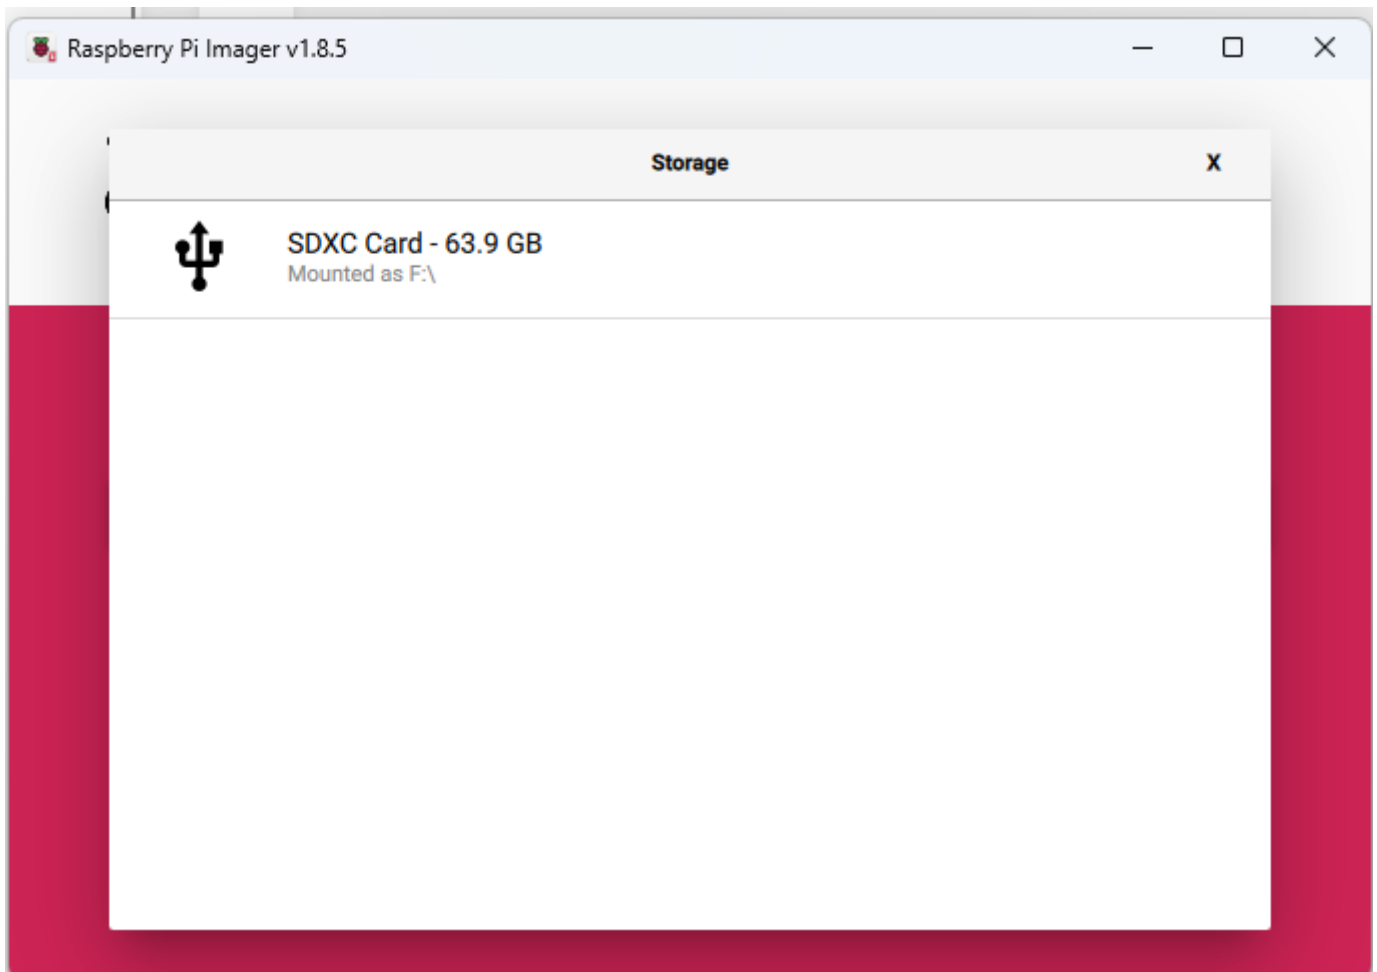 Raspberry Pi Imager v1.8.5
Storage
X
SDXC Card - 63.9 GB
Mounted as F:\